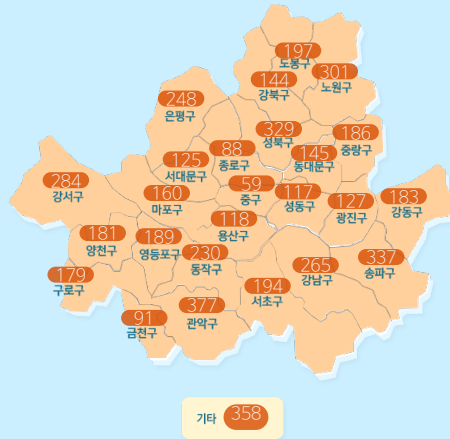 197
도봉구
301
노원구
144
강북구
248
은평구
329
성북구
186
중랑구
88
종로구
145
동대문구
125
서대문구
284
강서구
160
마포구
59
중구
117
성동구
127
광진구
183
강동구
118
용산구
181
양천구
189
영등포구
230
동작구
337
송파구
265
강남구
179
구로구
194
서초구
377
관악구
91
금천구
기타 358